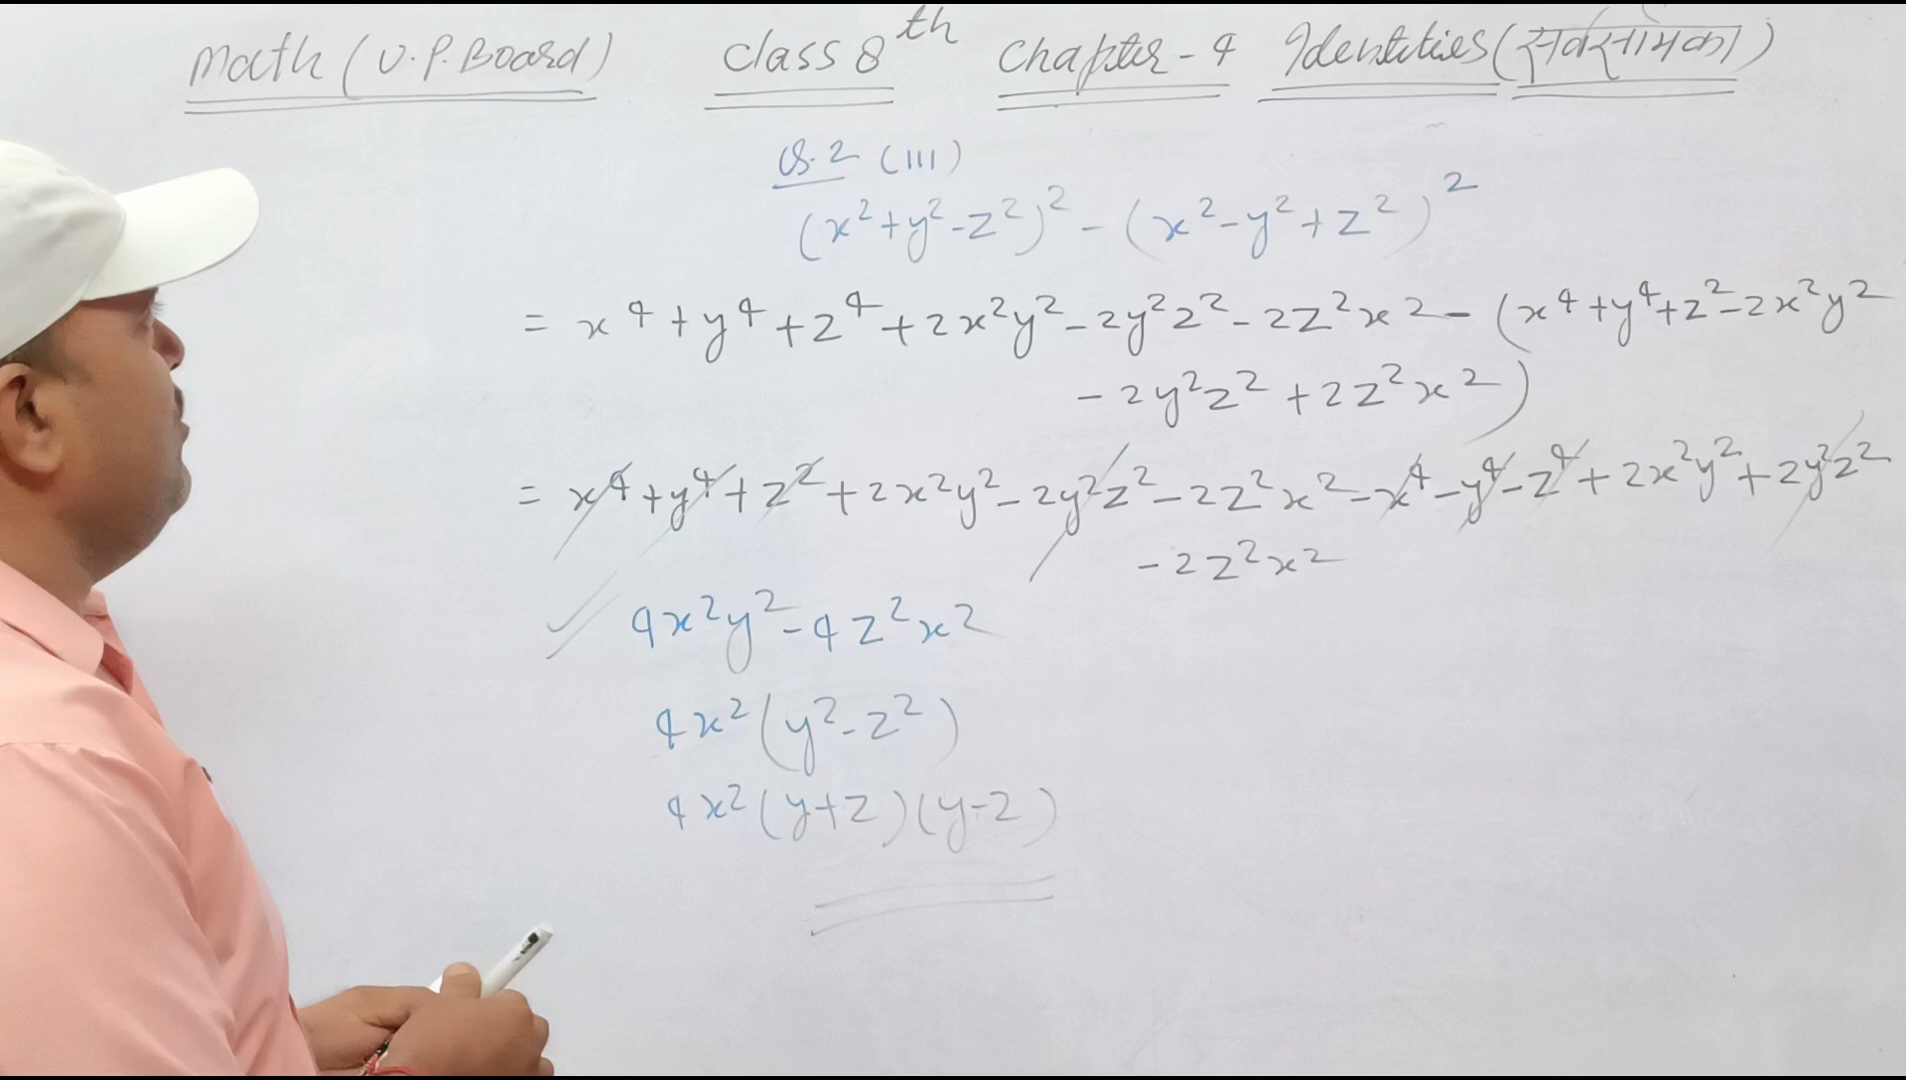 Math (U.P. Board) Class 8th Chapter-4 Identities (सर्वसमिका)
Q.2 (III)
(x²+y²-z²)² - (x²-y²+z²)²
= x⁴+y⁴+z⁴+2x²y²-2y²z²-2z²x²-(x⁴+y⁴+z²-2x²y²
-2y²z²+2z²x²)
= x⁴+y⁴+z²+2x²y²-2y²z²-2z²x²-x⁴-y⁴-z⁴+2x²y²+2y²z²
-2z²x²
4x²y²-4z²x²
4x²(y²-z²)
4x²(y+z)(y-z)